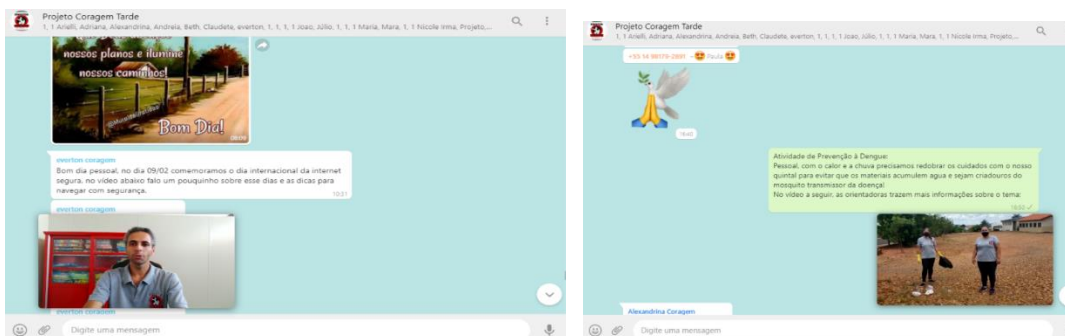 Projeto Coragem Tarde
1, 1 Arielli, Adriana, Alexandrina, Andreia, Beth, Claudete, everton, 1, 1, 1, 1 Joao, Júlio, 1, 1, 1 Maria, Mara, 1, 1 Nicole Irma, Projeto,...
nossos planos e ilumine
nossos caminhos!
Bom Dia!
everton coragem
Bom dia pessoal, no dia 09/02 comemoramos o dia internacional da internet
segura, no vídeo abaixo falo um pouquinho sobre esse dias e as dicas para
navegar com segurança.
10:31
everton coragem
everton coragem
Digite uma mensagem
Projeto Coragem Tarde
1, 1 Arielli, Adriana, Alexandrina, Andreia, Beth, Claudete, everton, 1, 1, 1, 1 Joao, Júlio, 1, 1, 1 Maria, Mara, 1, 1 Nicole Irma, Projeto,...
Paula
16:40
Atividade de Prevenção à Dengue:
Pessoal, com o calor e a chuva precisamos redobrar os cuidados com o nosso
quintal para evitar que os materiais acumulem agua e sejam criadouros do
mosquito transmissor da doença!
No vídeo a seguir, as orientadoras trazem mais informações sobre o tema:
Alexandrina Coragem
Digite uma mensagem